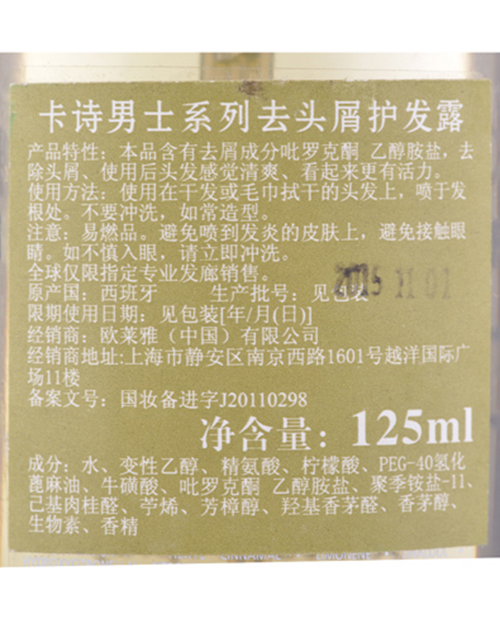 卡诗男士系列去头屑护发露
产品特性：本品含有去屑成分吡罗克酮 乙醇胺盐，去
除头屑、使用后头发感觉清爽、看起来更有活力。
使用方法：使用在干发或毛巾拭干的头发上，喷于发
根处。不要冲洗，如常造型。
注意：易燃品。避免喷到发炎的皮肤上，避免接触眼
睛。如不慎入眼，请立即冲洗。
全球仅限指定专业发廊销售。
2015 11 01
原产国：西班牙 生产批号：见包装
限期使用日期：见包装[年/月(日)]
经销商：欧莱雅（中国）有限公司
经销商地址:上海市静安区南京西路1601号越洋国际广
场11楼
备案文号：国妆备进字J20110298
净含量：125ml
成分：水、变性乙醇、精氨酸、柠檬酸、PEG-40氢化
蓖麻油、牛磺酸、吡罗克酮 乙醇胺盐、聚季铵盐-11、
己基肉桂醛、苧烯、芳樟醇、羟基香茅醛、香茅醇、
生物素、香精